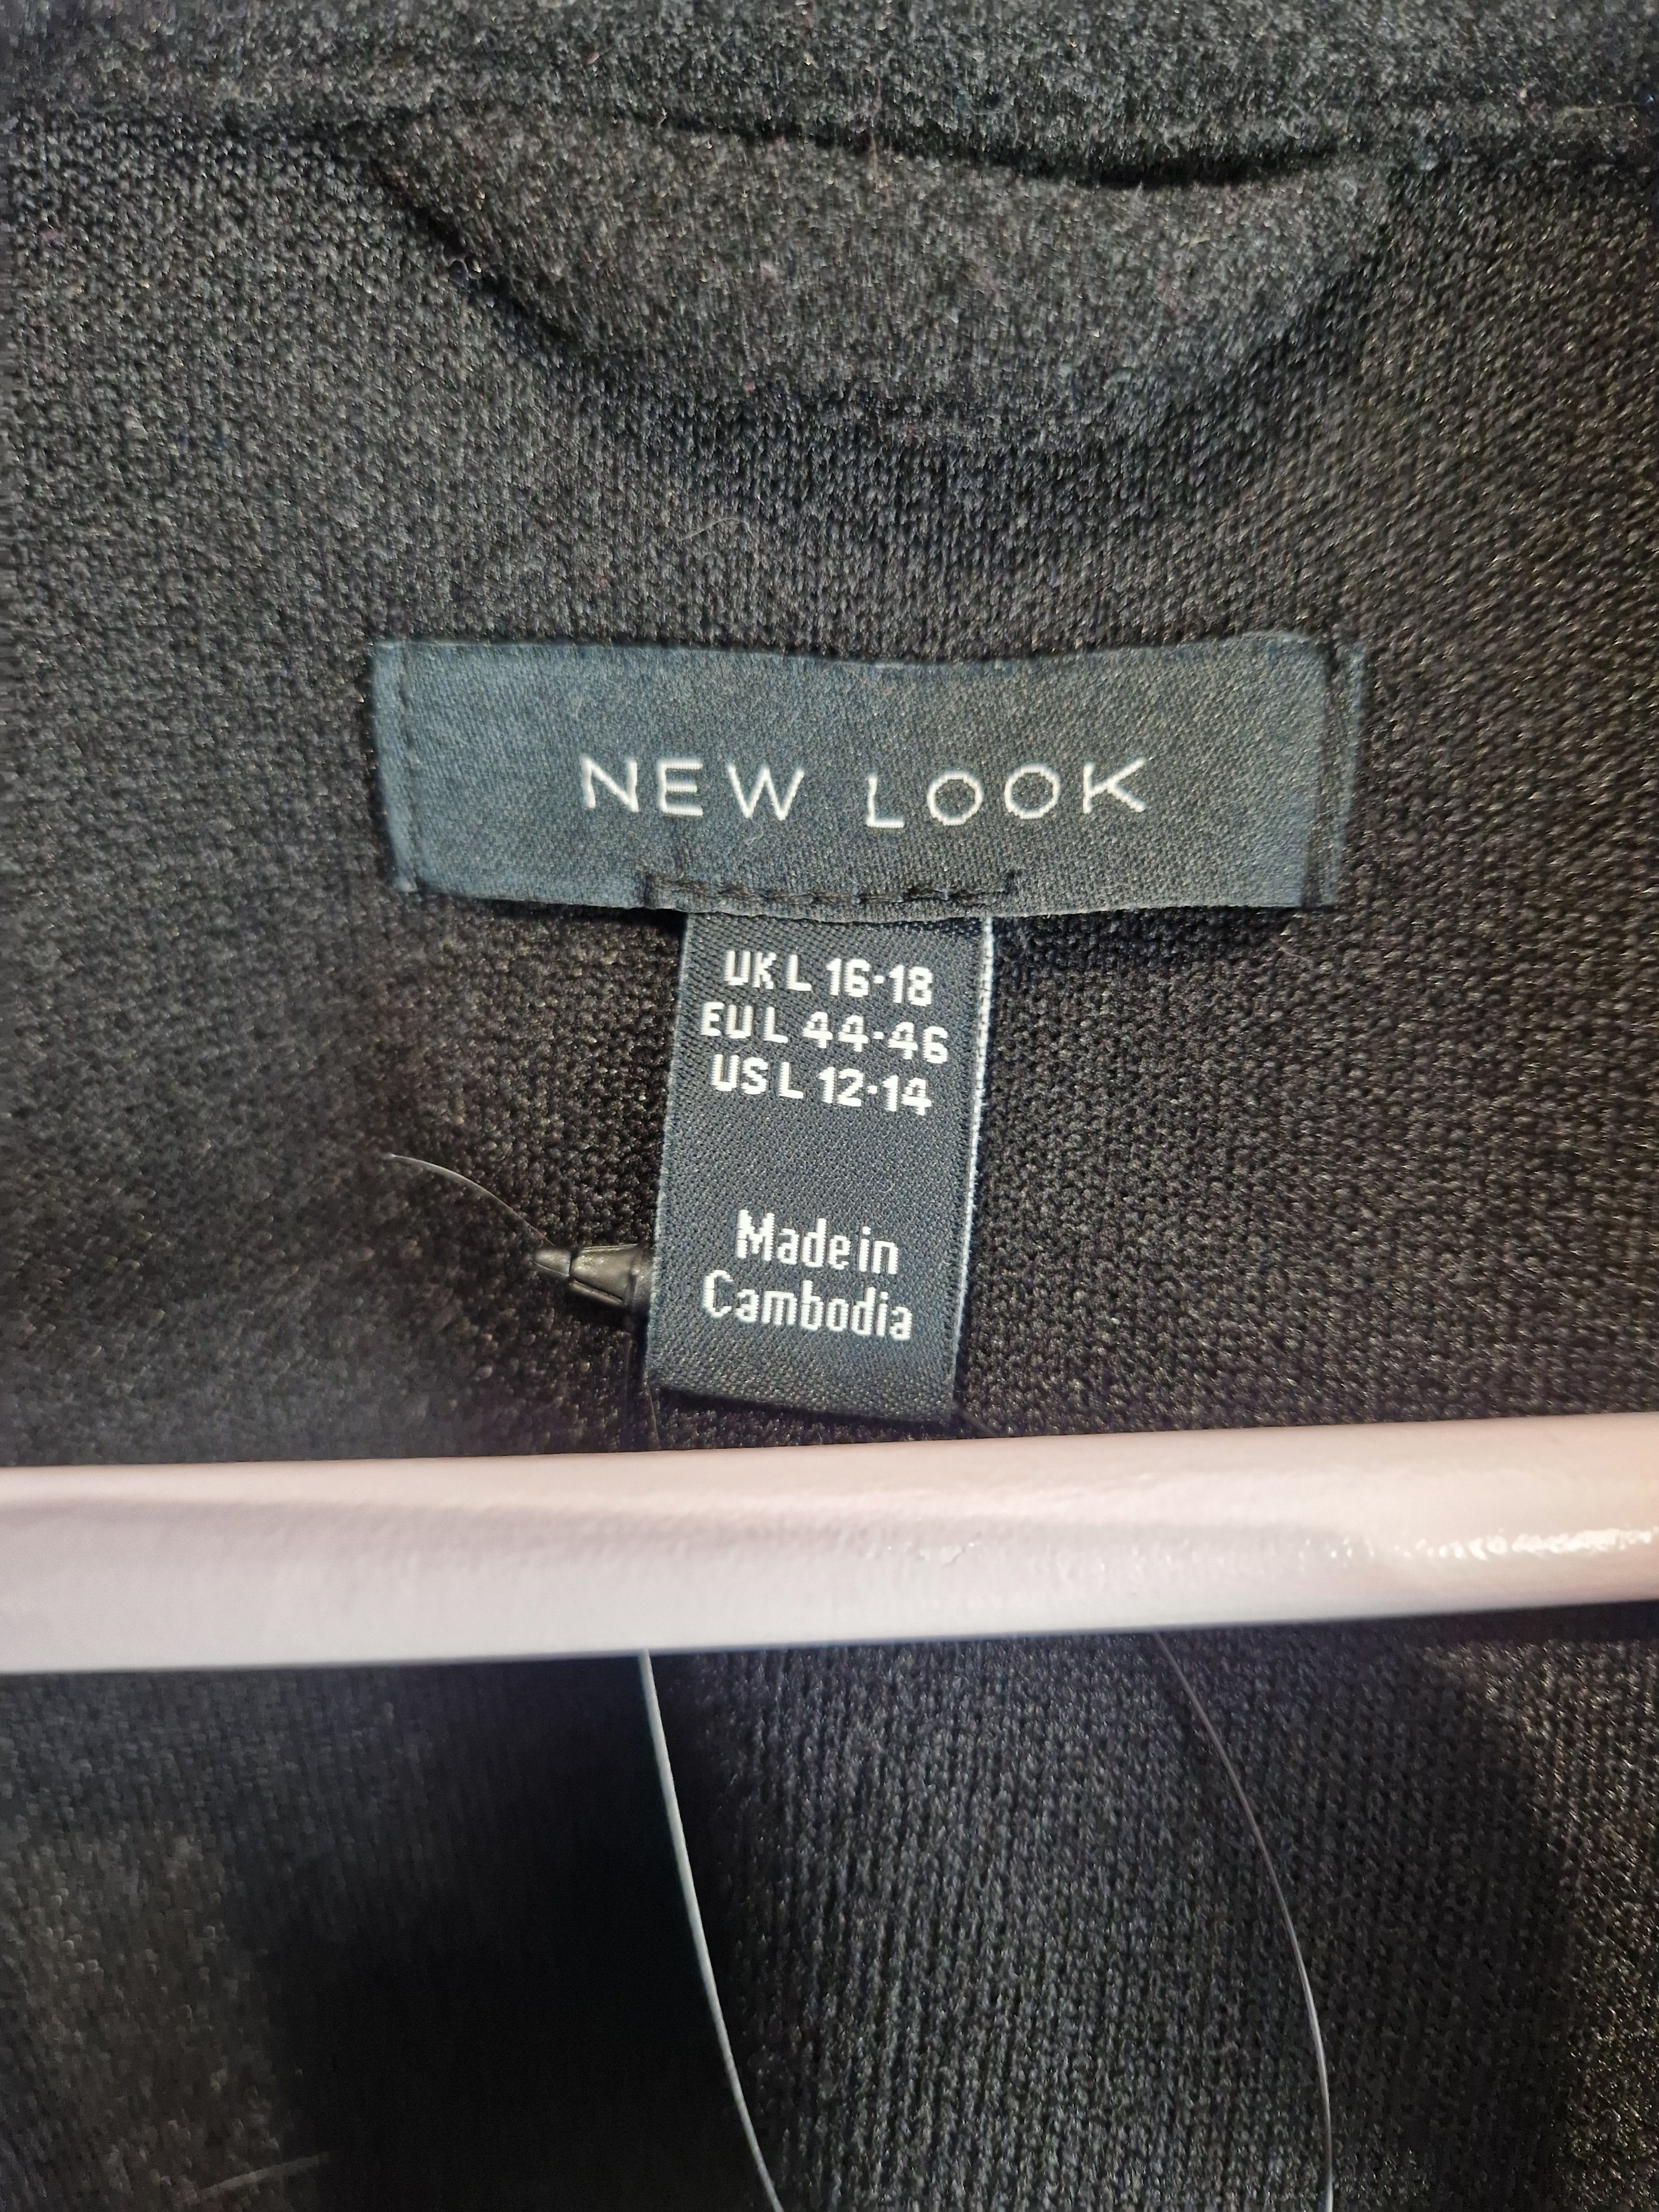 NEW LOOK
UK L 16-18
EU L 44-46
US L 12-14
Made in
Cambodia